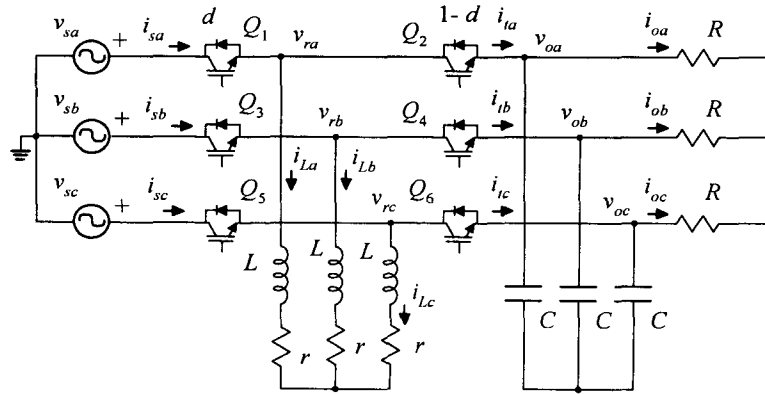 d 1- d
v_sa + i_sa Q_1 v_ra Q_2 i_ta v_oa i_oa R
v_sb + i_sb Q_3 v_rb Q_4 i_tb v_ob i_ob R
i_La i_Lb
v_sc + i_sc Q_5 v_rc Q_6 i_tc v_oc i_oc R
L L L
i_Lc C C C
r r r